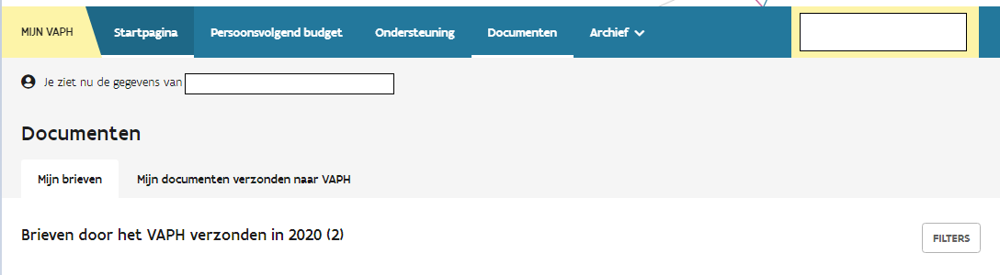 MIJN VAPH Startpagina Persoonsvolgend budget Ondersteuning Documenten Archief
Je ziet nu de gegevens van
Documenten
Mijn brieven Mijn documenten verzonden naar VAPH
Brieven door het VAPH verzonden in 2020 (2) FILTERS